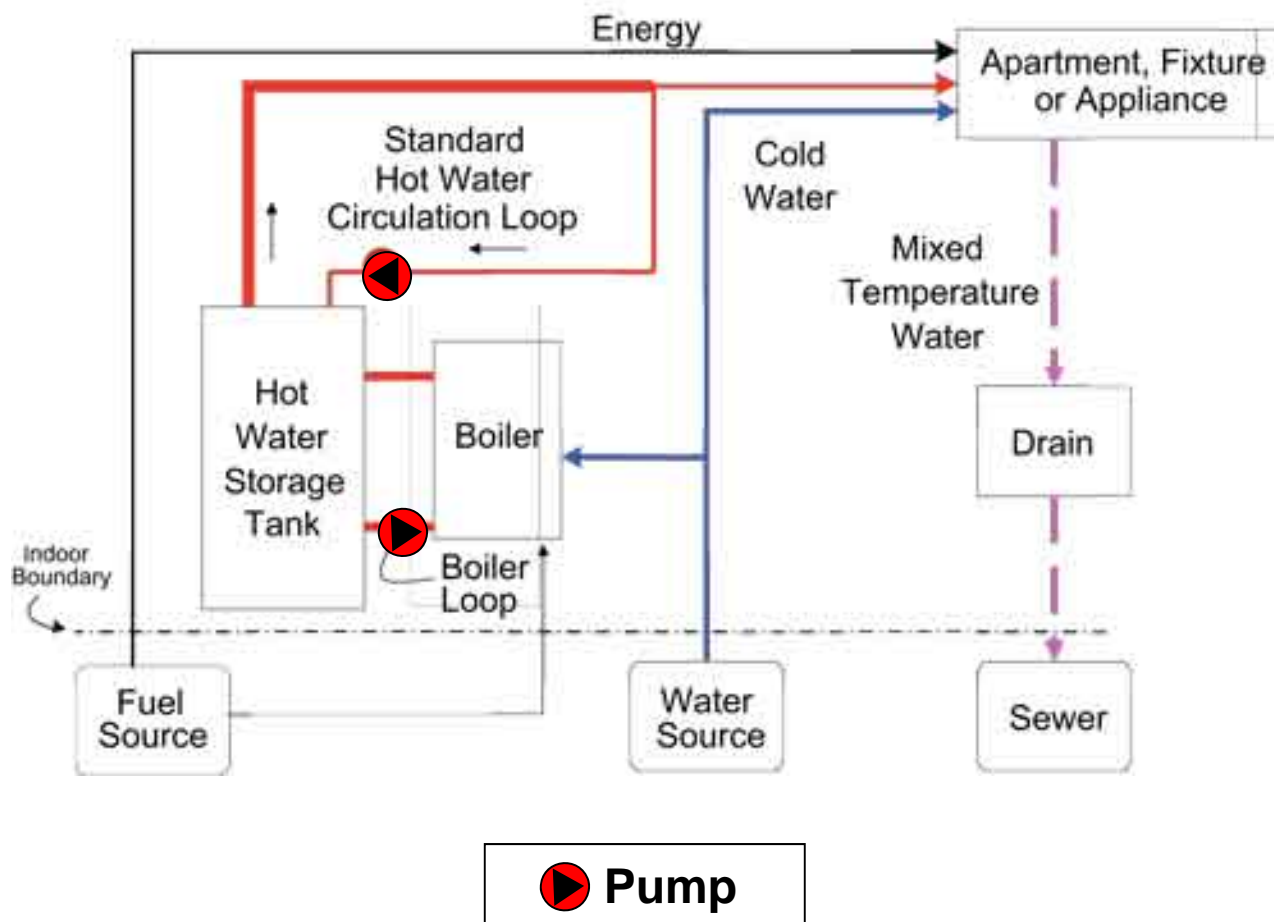 Energy
Apartment, Fixture
or Appliance
Standard
Hot Water
Circulation Loop
Cold
Water
Mixed
Temperature
Water
Hot
Water
Storage
Tank
Boiler
Drain
Indoor
Boundary
Boiler
Loop
Fuel
Source
Water
Source
Sewer
Pump